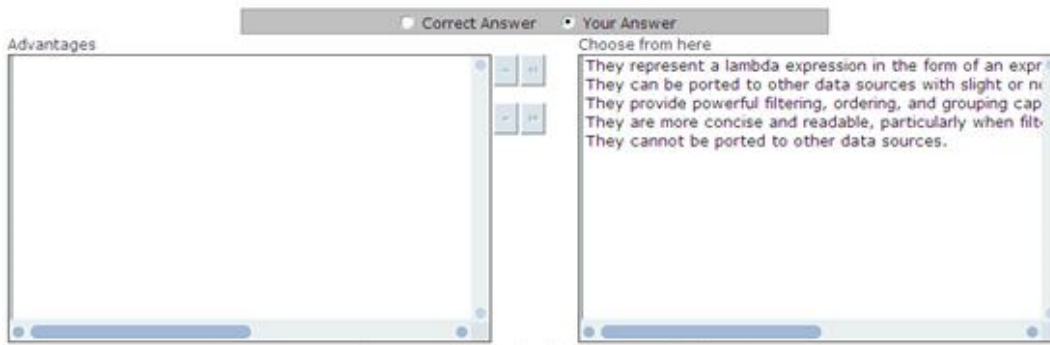 Correct Answer Your Answer
Advantages
Choose from here
They represent a lambda expression in the form of an expr
They can be ported to other data sources with slight or
They provide powerful filtering, ordering, and grouping cap
They are more concise and readable, particularly when filt
They cannot be ported to other data sources.